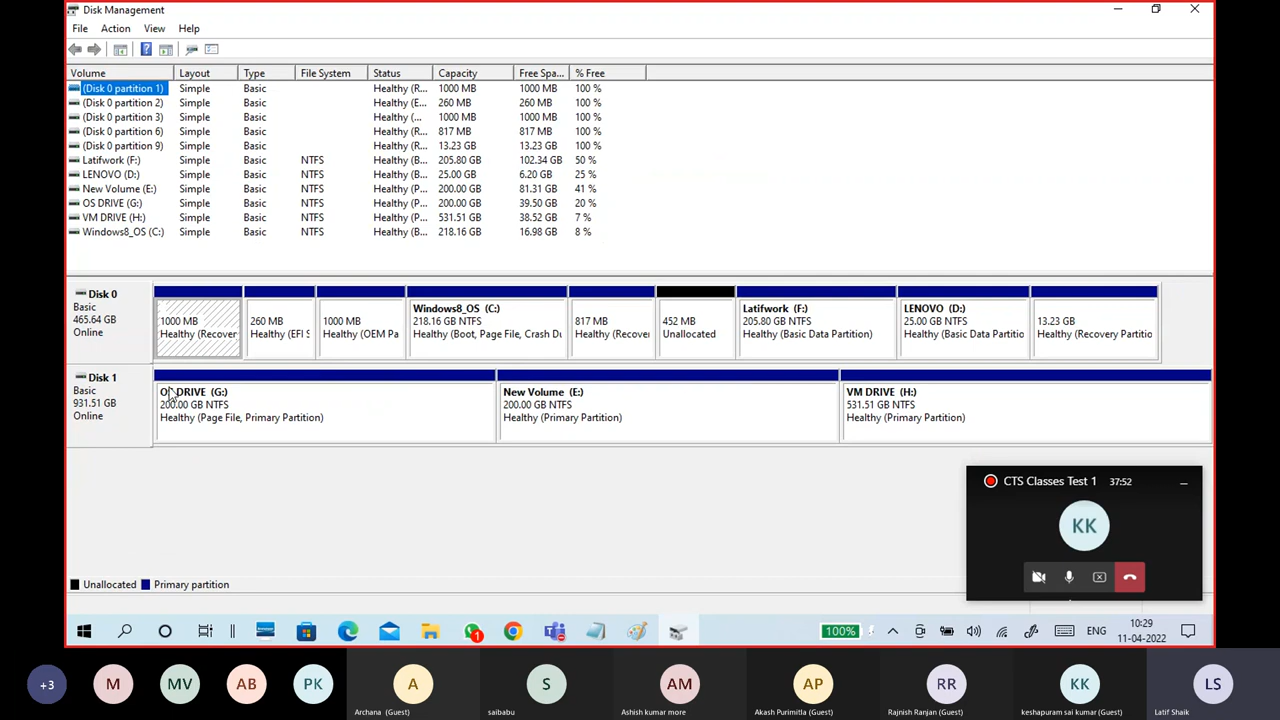 Disk Management
File Action View Help
Volume Layout Type File System Status Capacity Free Spa... % Free
(Disk 0 partition 1) Simple Basic Healthy (R... 1000 MB 1000 MB 100 %
(Disk 0 partition 2) Simple Basic Healthy (E... 260 MB 260 MB 100 %
(Disk 0 partition 3) Simple Basic Healthy (... 1000 MB 1000 MB 100 %
(Disk 0 partition 6) Simple Basic Healthy (R... 817 MB 817 MB 100 %
(Disk 0 partition 9) Simple Basic Healthy (R... 13.23 GB 13.23 GB 100 %
Latifwork (F:) Simple Basic NTFS Healthy (B... 205.80 GB 102.34 GB 50 %
LENOVO (D:) Simple Basic NTFS Healthy (B... 25.00 GB 6.20 GB 25 %
New Volume (E:) Simple Basic NTFS Healthy (P... 200.00 GB 81.31 GB 41 %
OS DRIVE (G:) Simple Basic NTFS Healthy (P... 200.00 GB 39.50 GB 20 %
VM DRIVE (H:) Simple Basic NTFS Healthy (P... 531.51 GB 38.52 GB 7 %
Windows8_OS (C:) Simple Basic NTFS Healthy (B... 218.16 GB 16.98 GB 8 %
Disk 0
Basic
465.64 GB
Online
1000 MB
Healthy (Recover
260 MB
Healthy (EFI S
1000 MB
Healthy (OEM Pa
Windows8_OS (C:)
218.16 GB NTFS
Healthy (Boot, Page File, Crash Du
817 MB
Healthy (Recove
452 MB
Unallocated
Latifwork (F:)
205.80 GB NTFS
Healthy (Basic Data Partition)
LENOVO (D:)
25.00 GB NTFS
Healthy (Basic Data Partitio
13.23 GB
Healthy (Recovery Partitio
Disk 1
Basic
931.51 GB
Online
DRIVE (G:)
200.00 GB NTFS
Healthy (Page File, Primary Partition)
New Volume (E:)
200.00 GB NTFS
Healthy (Primary Partition)
VM DRIVE (H:)
531.51 GB NTFS
Healthy (Primary Partition)
CTS Classes Test 1 37:52
KK
Unallocated Primary partition
1
100%
ENG
10:29
11-04-2022
+3 M MV AB PK A S AM AP RR KK LS
Archana (Guest) saibabu Ashish kumar more Akash Purimitla (Guest) Rajnish Ranjan (Guest) keshapuram sai kumar (Guest) Latif Shaik